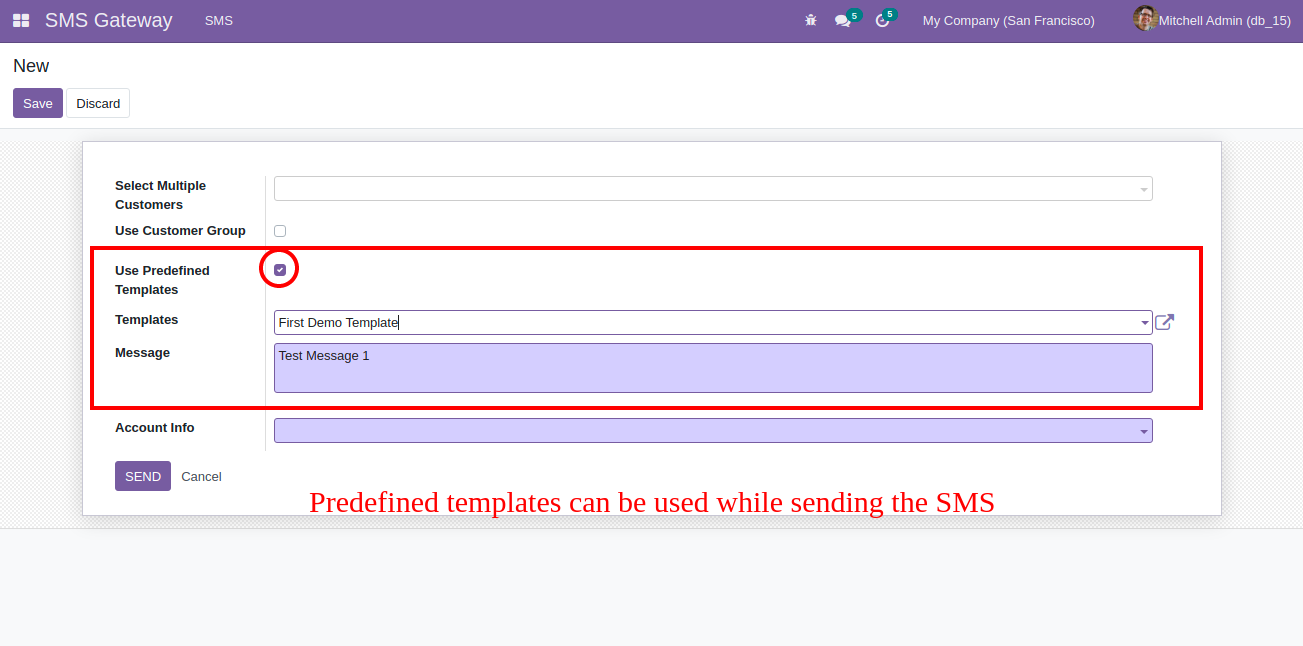 SMS Gateway SMS 5 5 My Company (San Francisco) Mitchell Admin (db_15)
New
Save Discard
Select Multiple
Customers
Use Customer Group
Use Predefined
Templates
Templates First Demo Template
Message Test Message 1
Account Info
SEND Cancel
Predefined templates can be used while sending the SMS